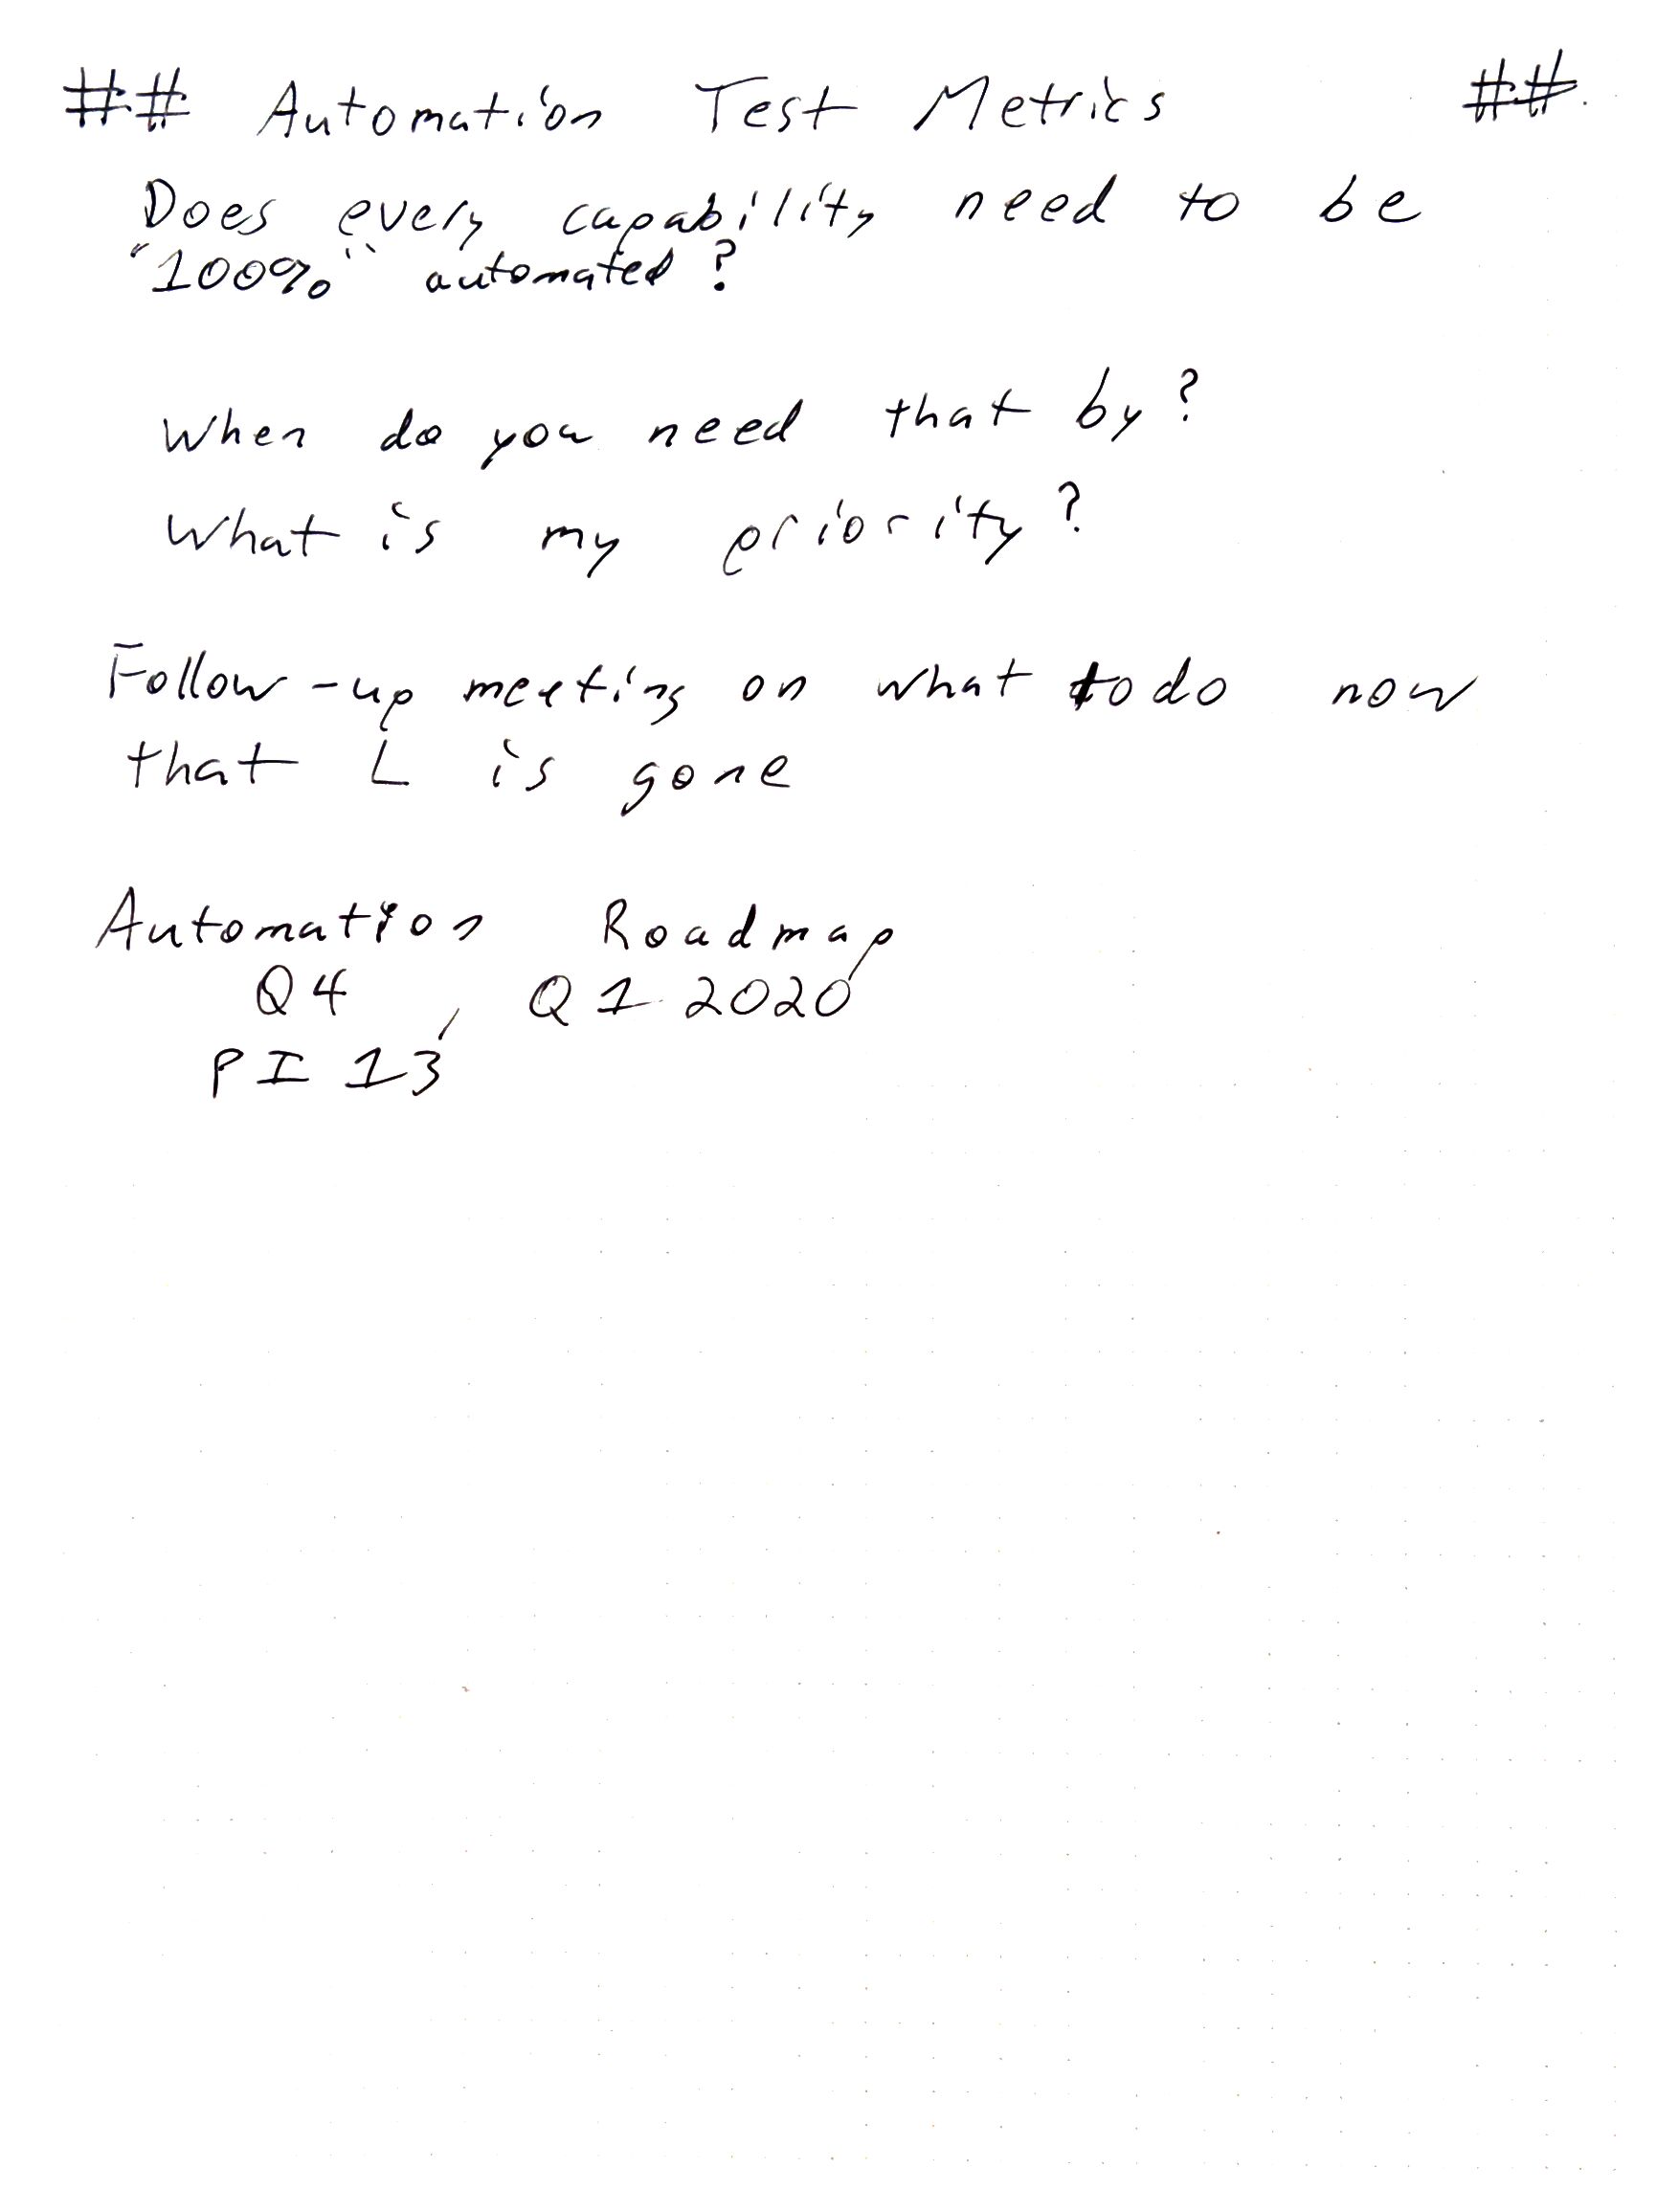 ## Automation Test Metrics ##
Does every capability need to be
"100%" automated?
When do you need that by?
What is my priority?
Follow-up meeting on what to do now
that L is gone
Automation Roadmap
Q4, Q1 2020
PI 13